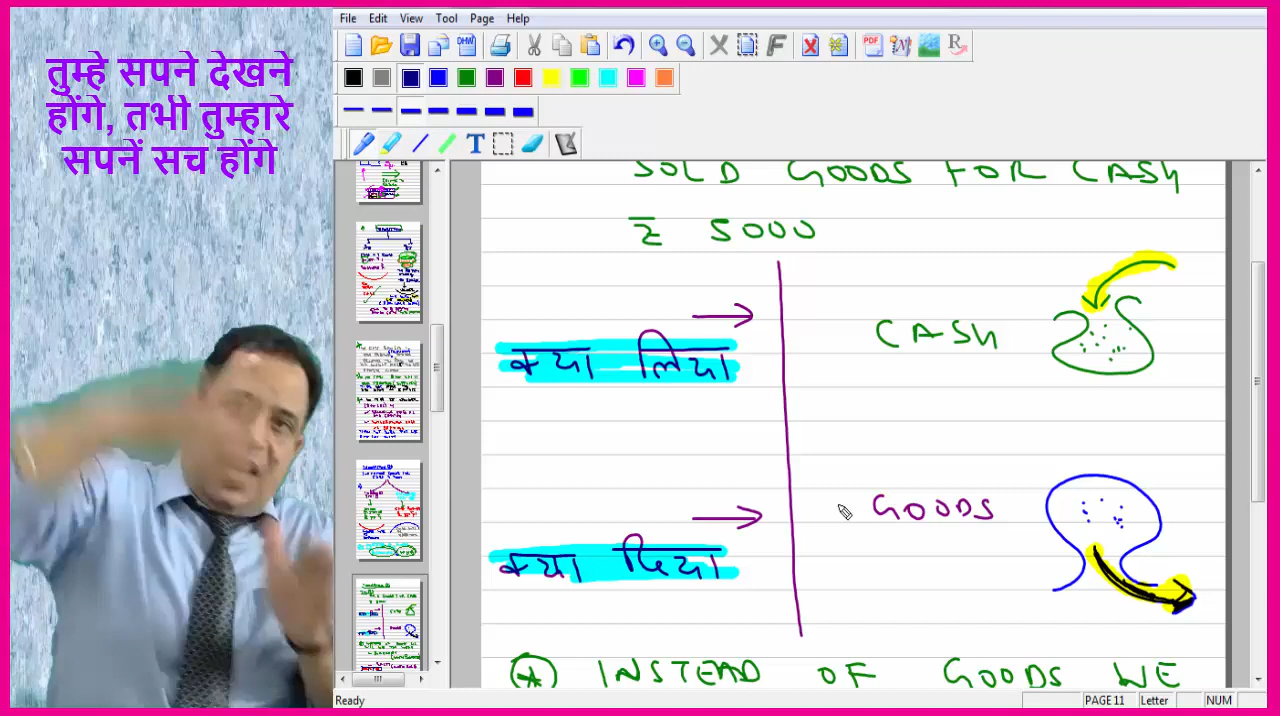 तुम्हे सपने देखने
होंगे, तभी तुम्हारे
सपनें सच होंगे
File Edit View Tool Page Help
SOLD GOODS FOR CASH
₹ 5000
क्या लिया
CASH
क्या दिया
GOODS
(A) INSTEAD OF GOODS WE
Ready
PAGE 11 Letter NUM